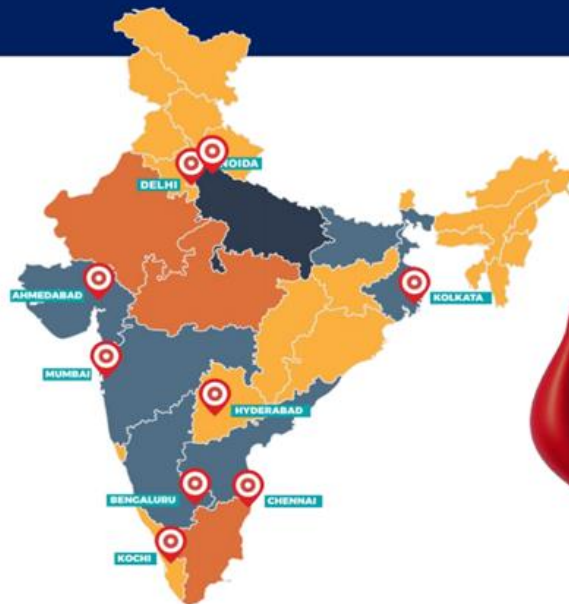 NOIDA
DELHI
AHMEDABAD
KOLKATA
MUMBAI
HYDERABAD
BENGALURU
CHENNAI
KOCHI